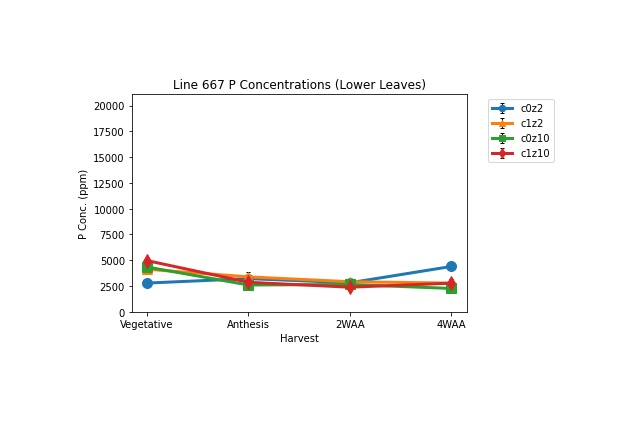 Line 667 P Concentrations (Lower Leaves)
P Conc. (ppm)
20000
17500
15000
12500
10000
7500
5000
2500
0
Vegetative Anthesis 2WAA 4WAA
Harvest
c0z2
c1z2
c0z10
c1z10